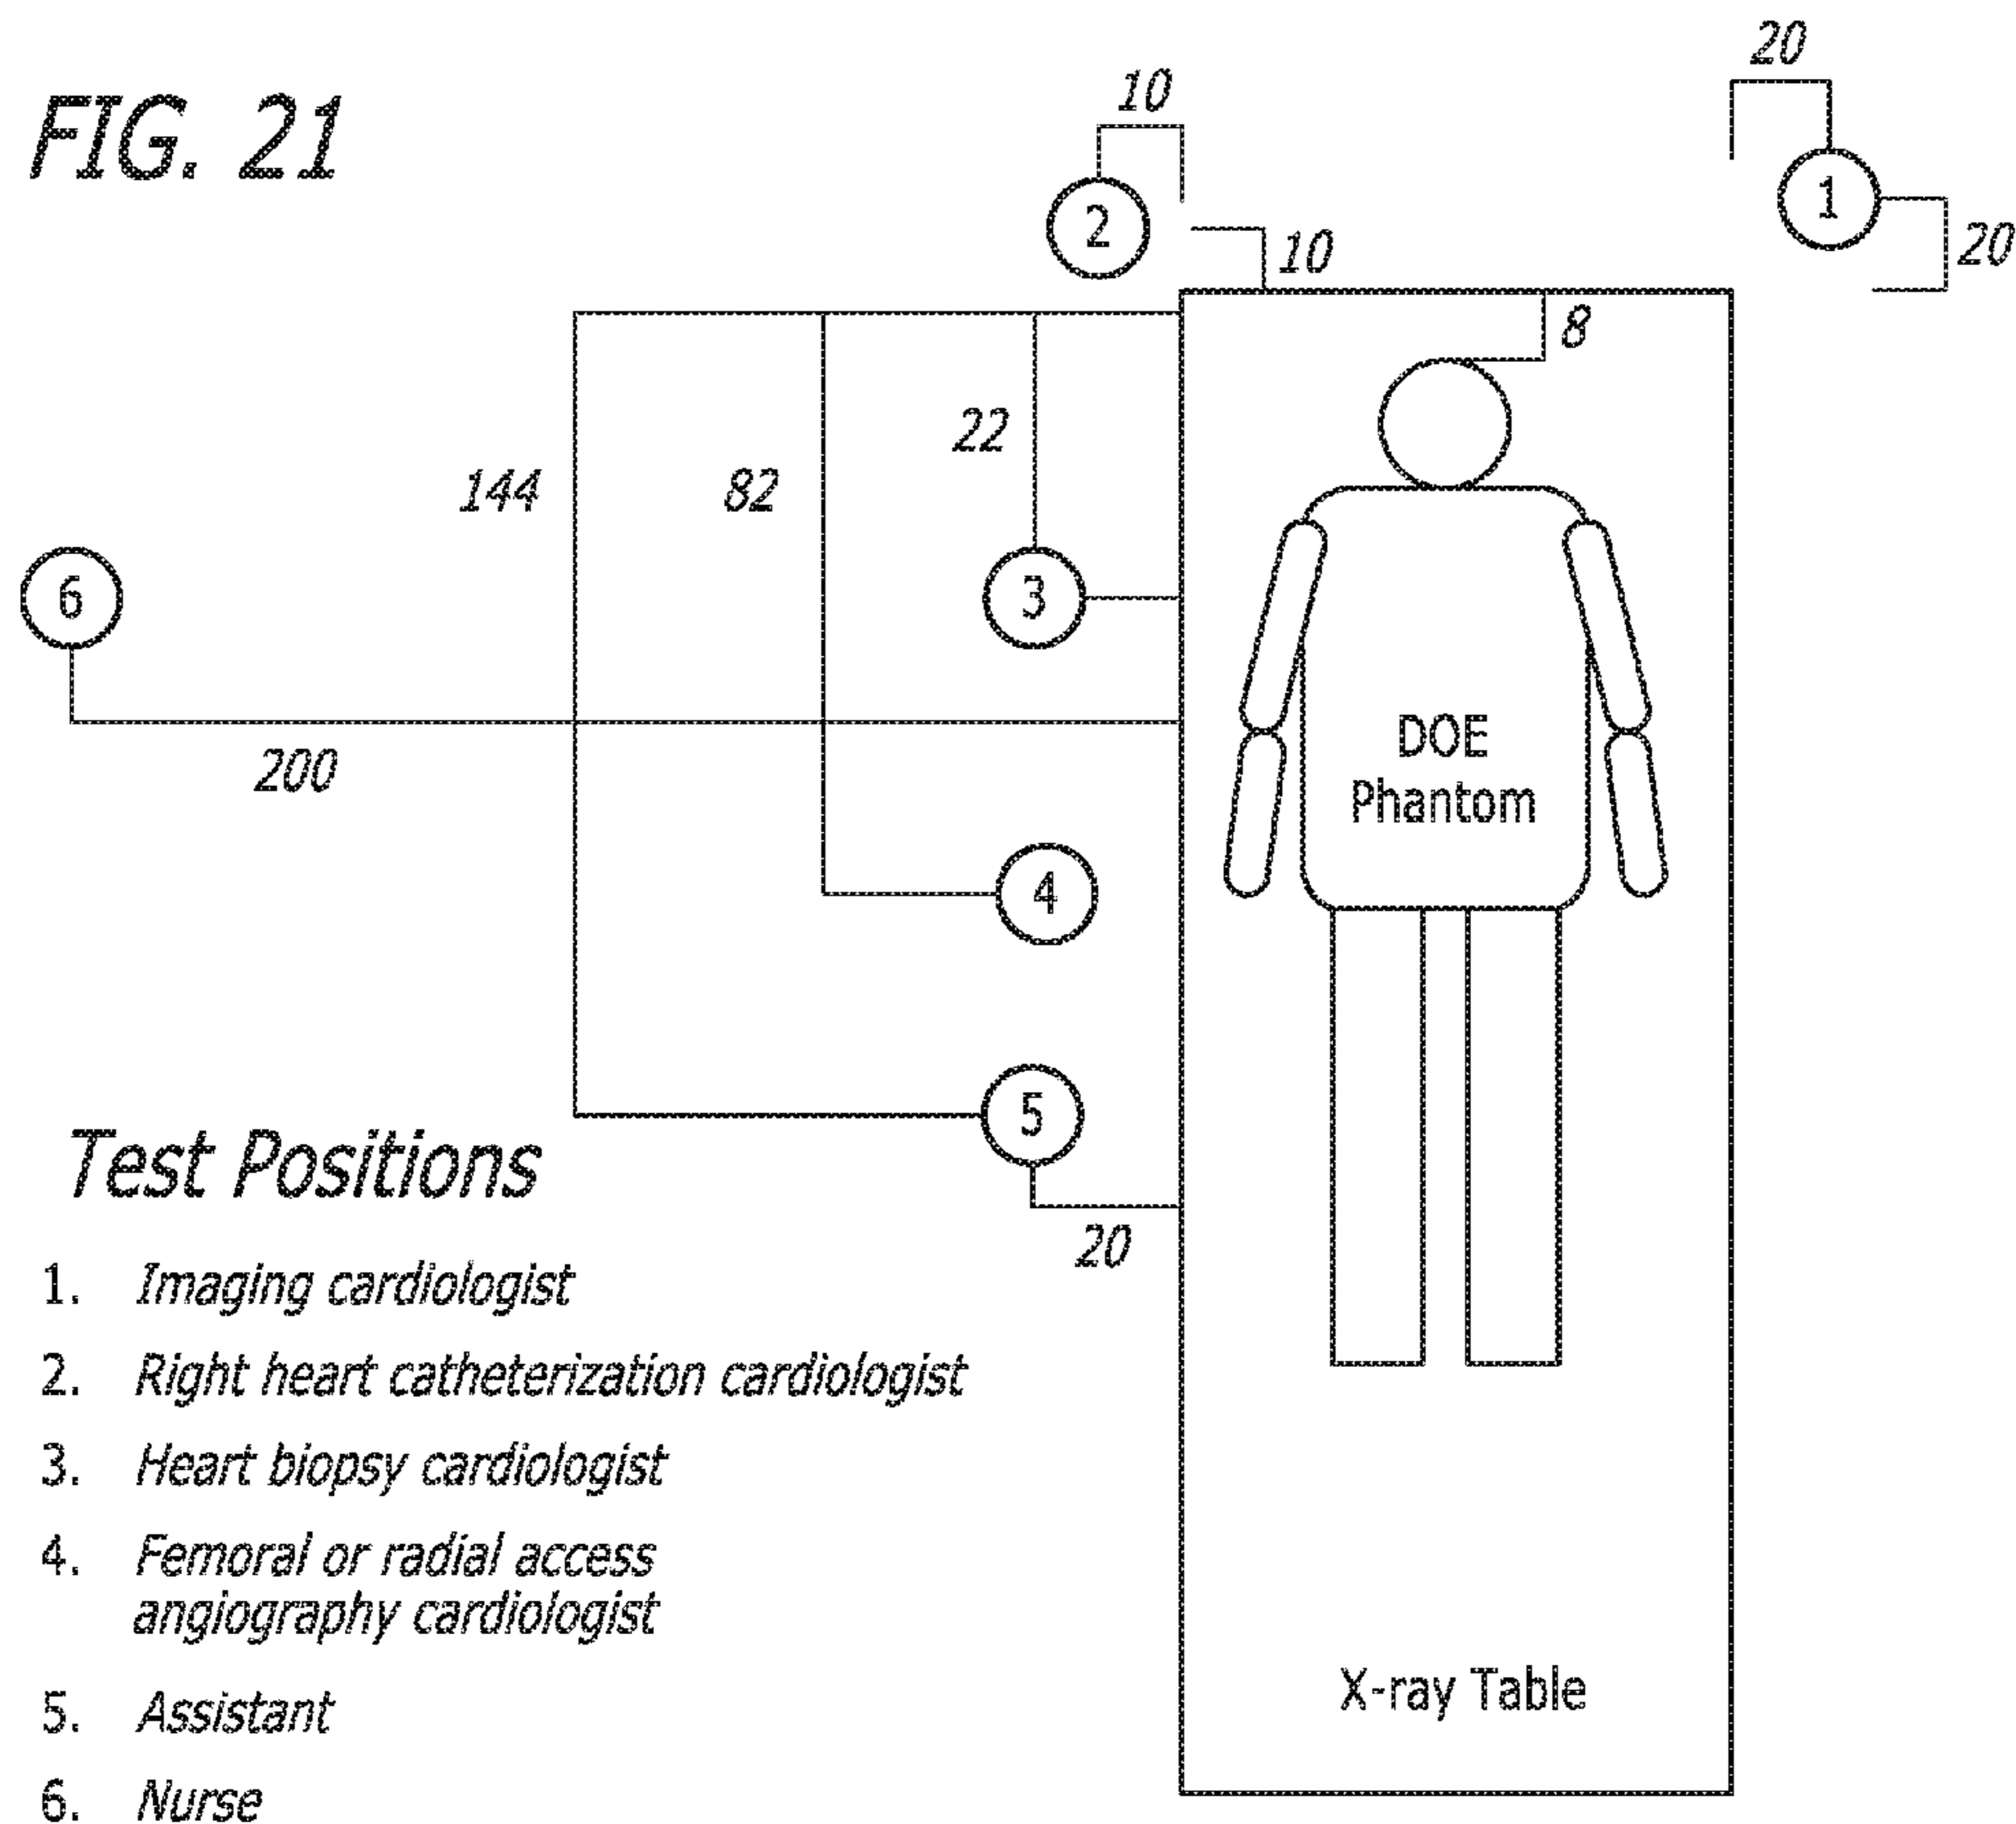 FIG. 21
20
10
2
1
10
20
8
22
144
82
6
3
DOE
Phantom
200
4
5
20
Test Positions
1. Imaging cardiologist
2. Right heart catheterization cardiologist
3. Heart biopsy cardiologist
4. Femoral or radial access
angiography cardiologist
5. Assistant
6. Nurse
X-ray Table